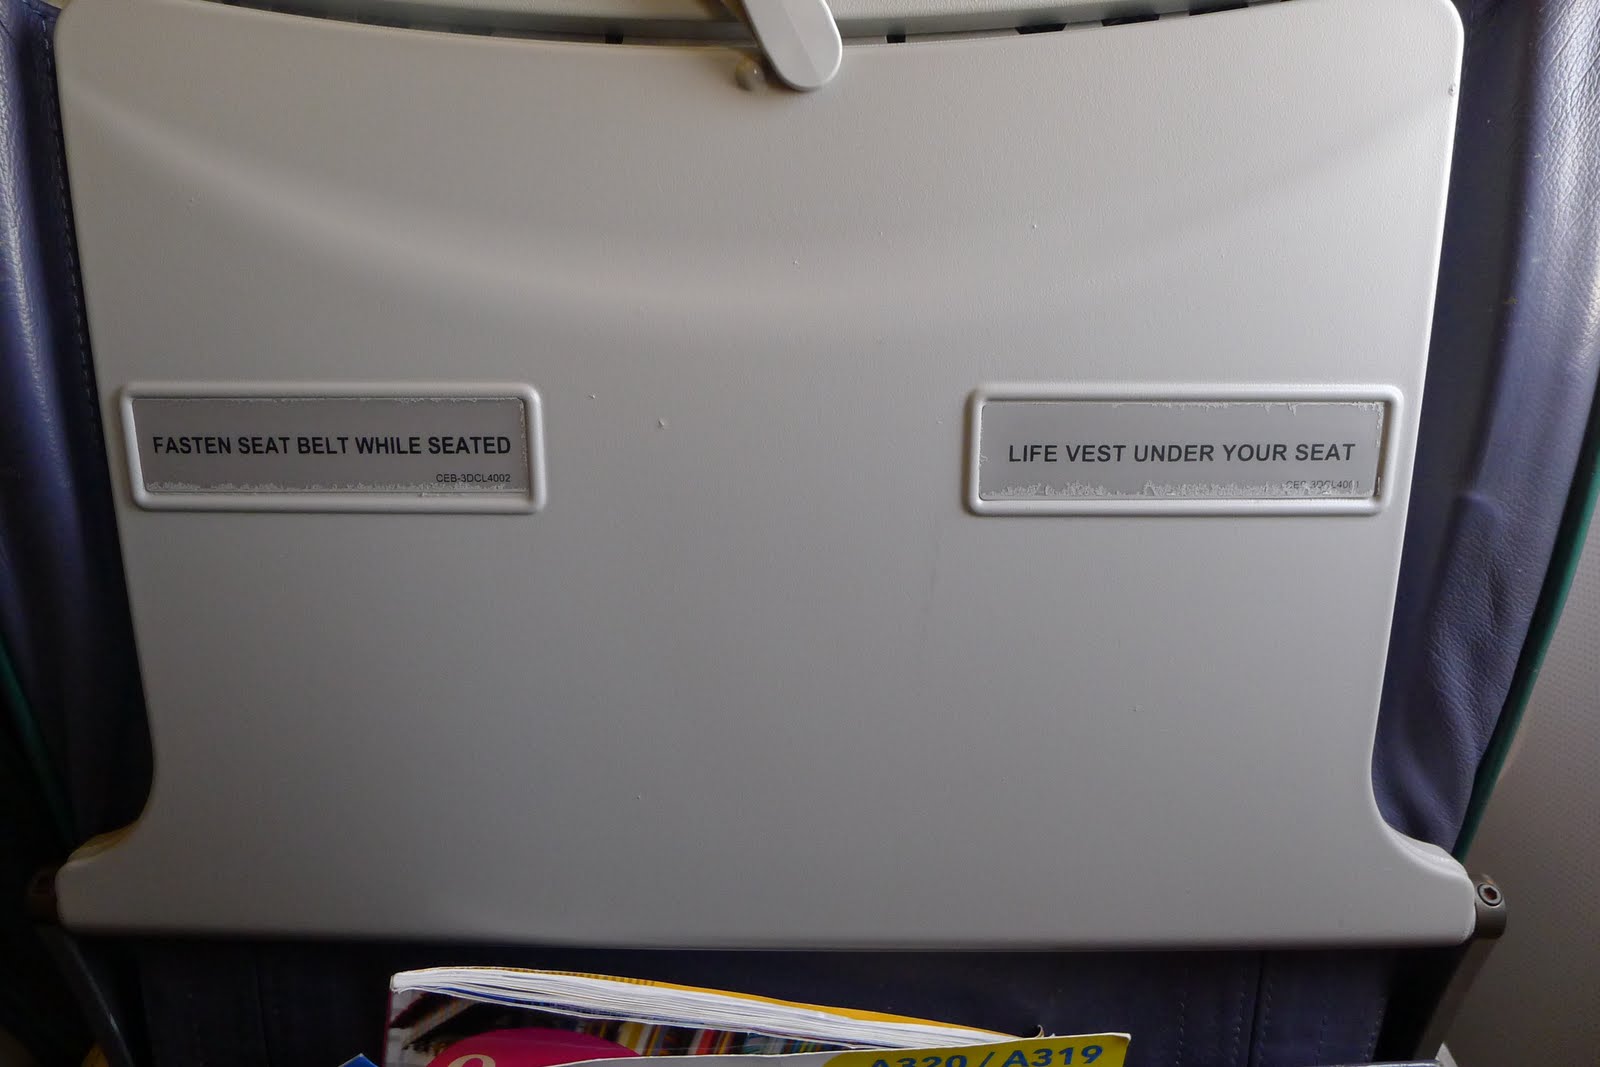 FASTEN SEAT BELT WHILE SEATED
CEB-3DCL4002
LIFE VEST UNDER YOUR SEAT
A320 / A319